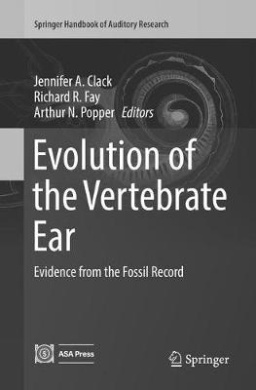 Springer Handbook of Auditory Research
Jennifer A. Clack
Richard R. Fay
Arthur N. Popper Editors
Evolution of
the Vertebrate
Ear
Evidence from the Fossil Record
ASA Press
Springer